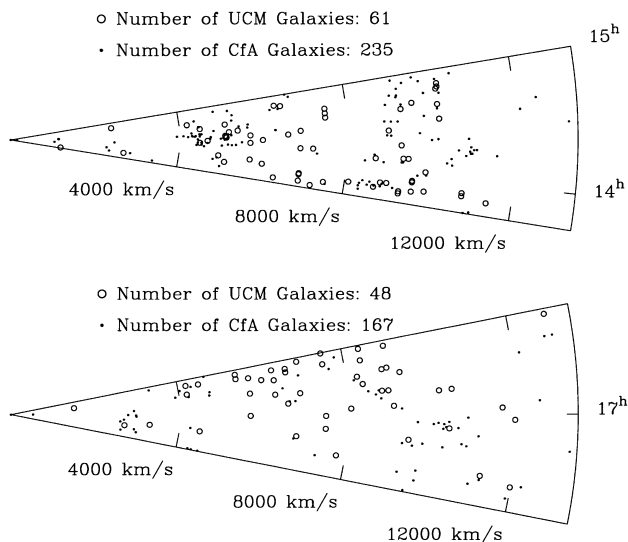 Number of UCM Galaxies: 61
Number of CfA Galaxies: 235
15h
4000 km/s
8000 km/s
12000 km/s
14h
Number of UCM Galaxies: 48
Number of CfA Galaxies: 167
17h
4000 km/s
8000 km/s
12000 km/s